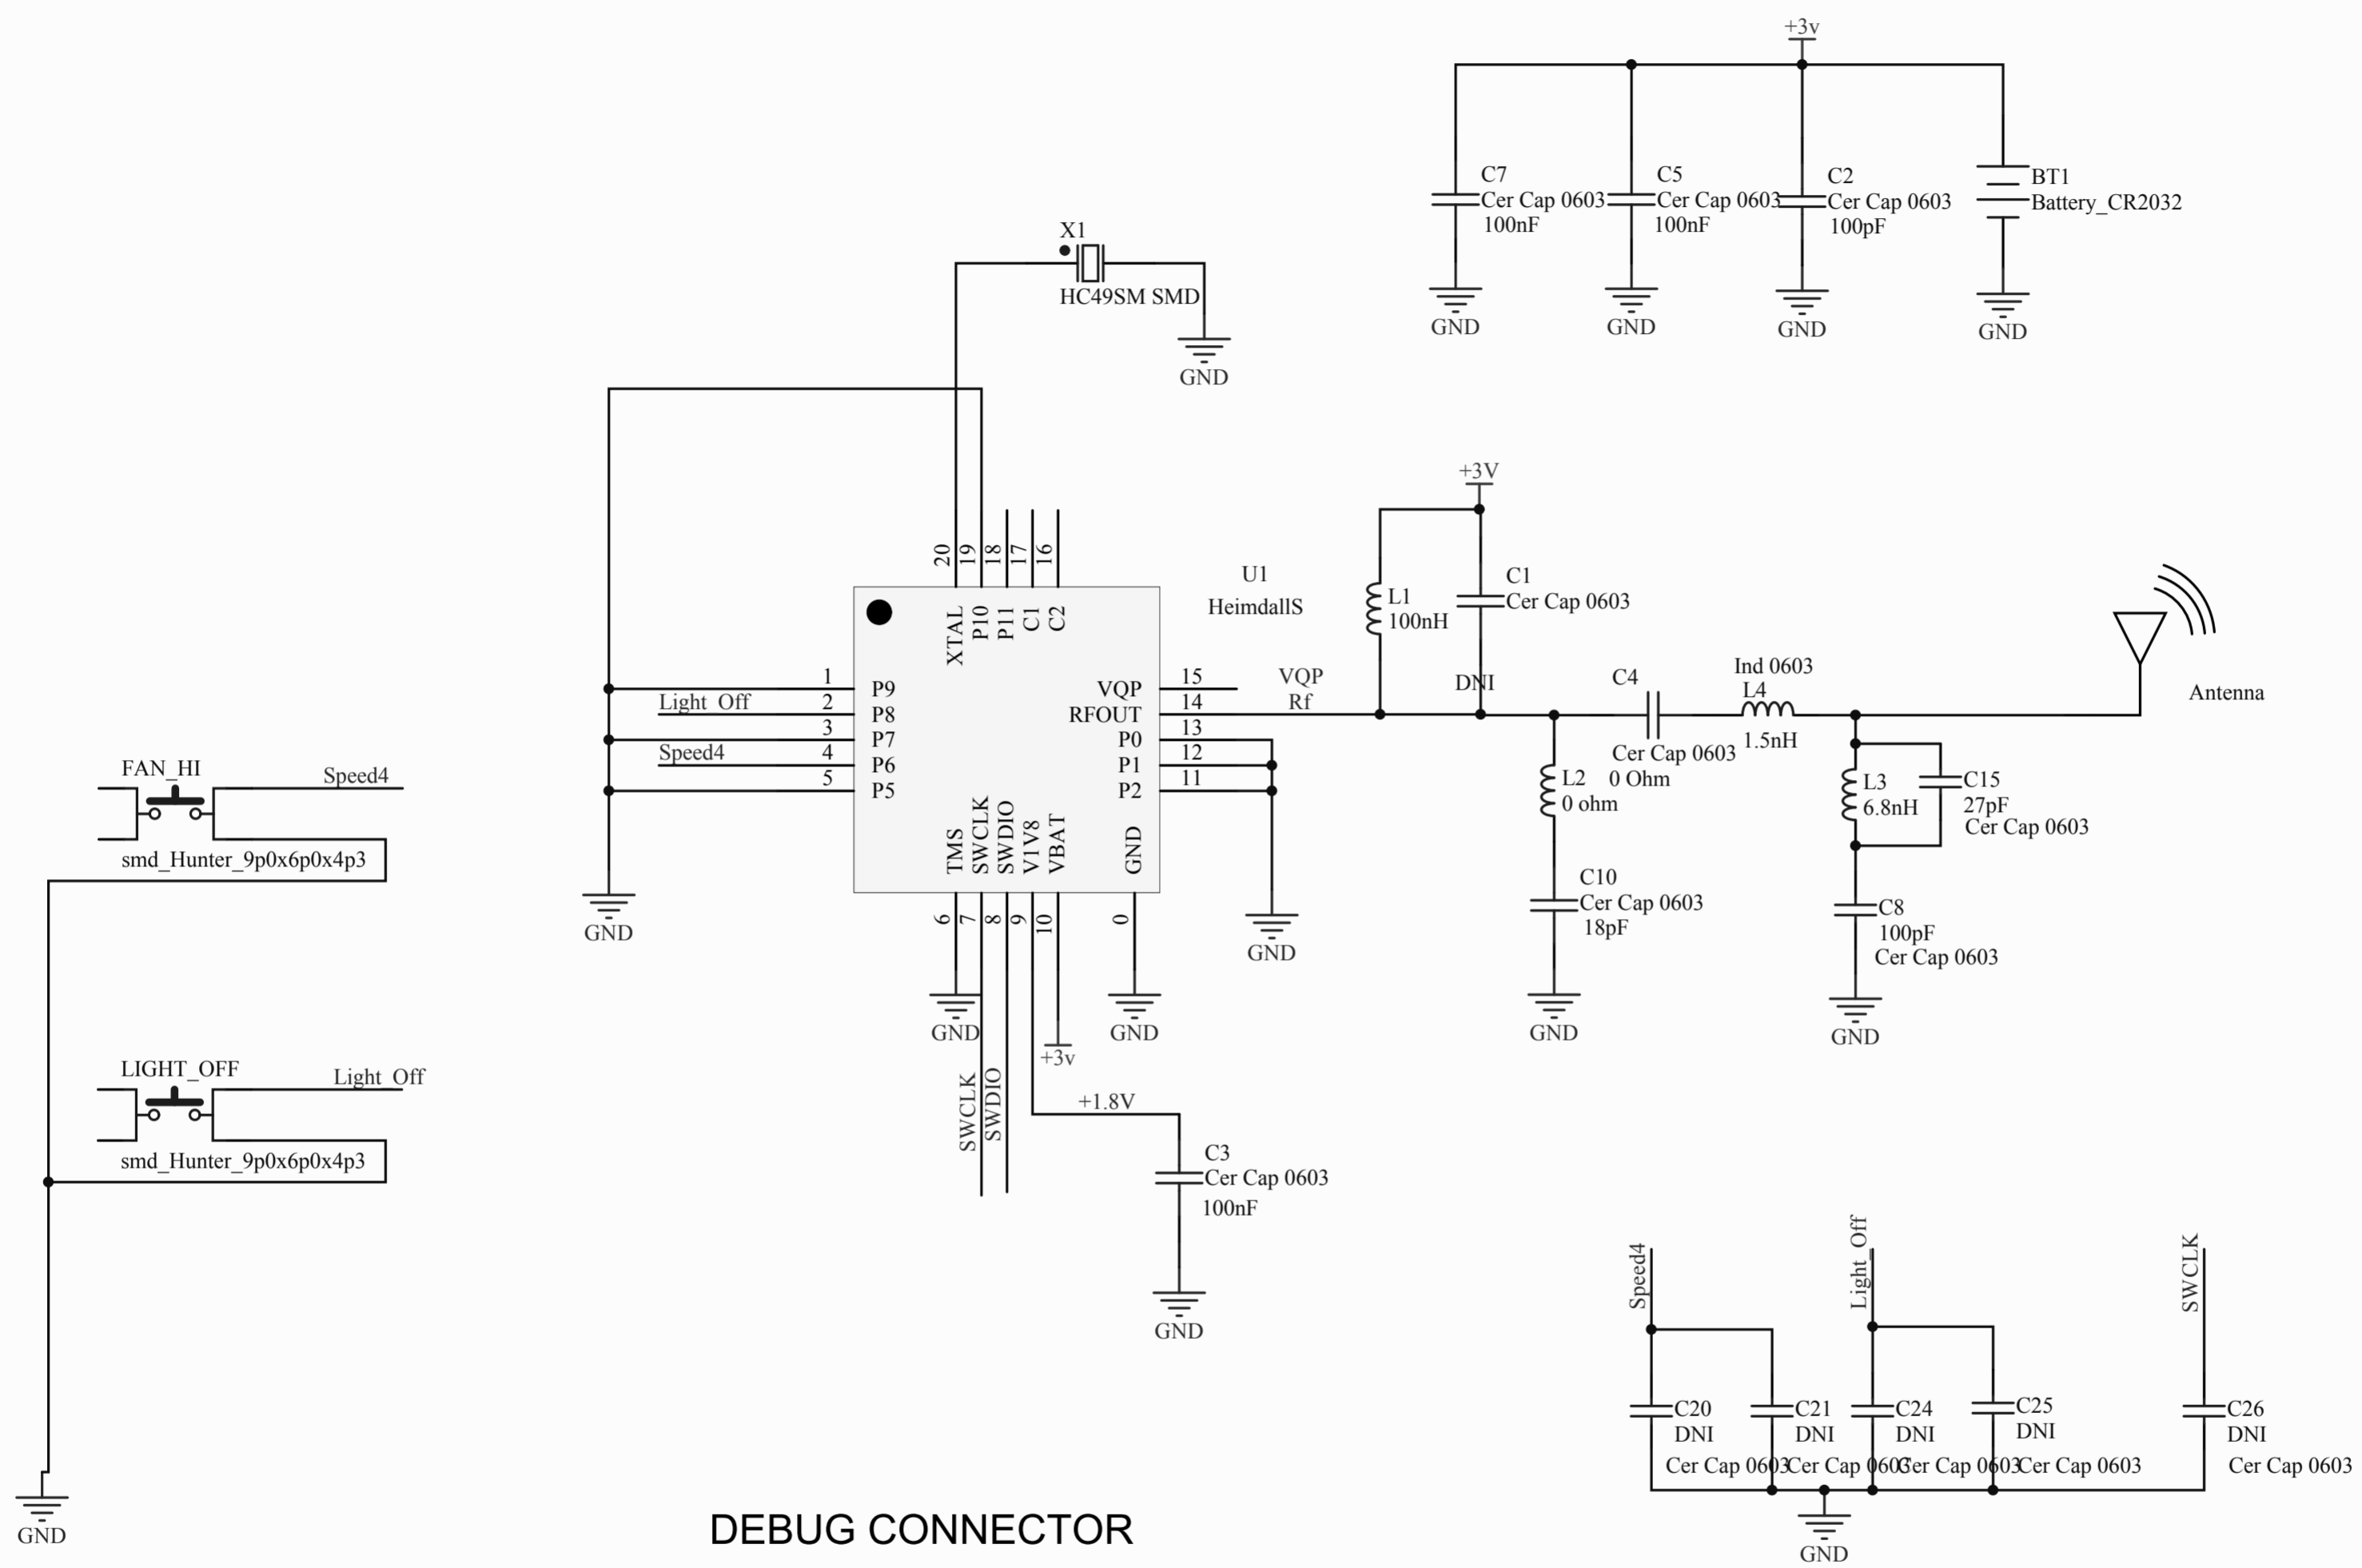 +3v
C7
Cer Cap 0603
100nF
GND
C5
Cer Cap 0603
100nF
GND
C2
Cer Cap 0603
100pF
GND
BT1
Battery_CR2032
GND
X1
HC49SM SMD
GND
20
19
18
17
16
XTAL
P10
P11
C1
C2
U1
HeimdallS
1
P9
Light_Off
2
P8
3
P7
Speed4
4
P6
5
P5
GND
VQP
15
VQP
RFOUT
14
Rf
P0
13
P1
12
P2
11
GND
TMS
SWCLK
SWDIO
V1V8
VBAT
GND
6
7
8
9
10
0
GND
GND
+3v
SWCLK
SWDIO
+1.8V
C3
Cer Cap 0603
100nF
GND
+3V
L1
100nH
C1
Cer Cap 0603
DNI
C4
Cer Cap 0603
0 Ohm
Ind 0603
L4
1.5nH
L2
0 ohm
C10
Cer Cap 0603
18pF
GND
L3
6.8nH
C15
27pF
Cer Cap 0603
C8
100pF
Cer Cap 0603
GND
Antenna
FAN_HI
Speed4
smd_Hunter_9p0x6p0x4p3
LIGHT_OFF
Light_Off
smd_Hunter_9p0x6p0x4p3
GND
Speed4
Light_Off
SWCLK
C20
DNI
Cer Cap 0603
C21
DNI
Cer Cap 0603
C24
DNI
Cer Cap 0603
C25
DNI
Cer Cap 0603
C26
DNI
Cer Cap 0603
GND
DEBUG CONNECTOR